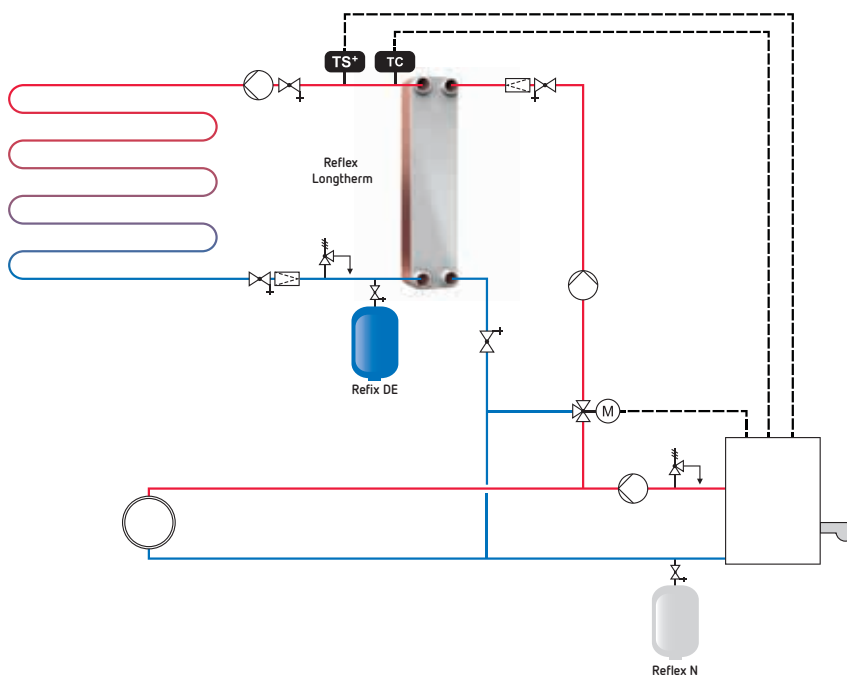 TS+
TC
Reflex
Longtherm
Refix DE
M
Reflex N